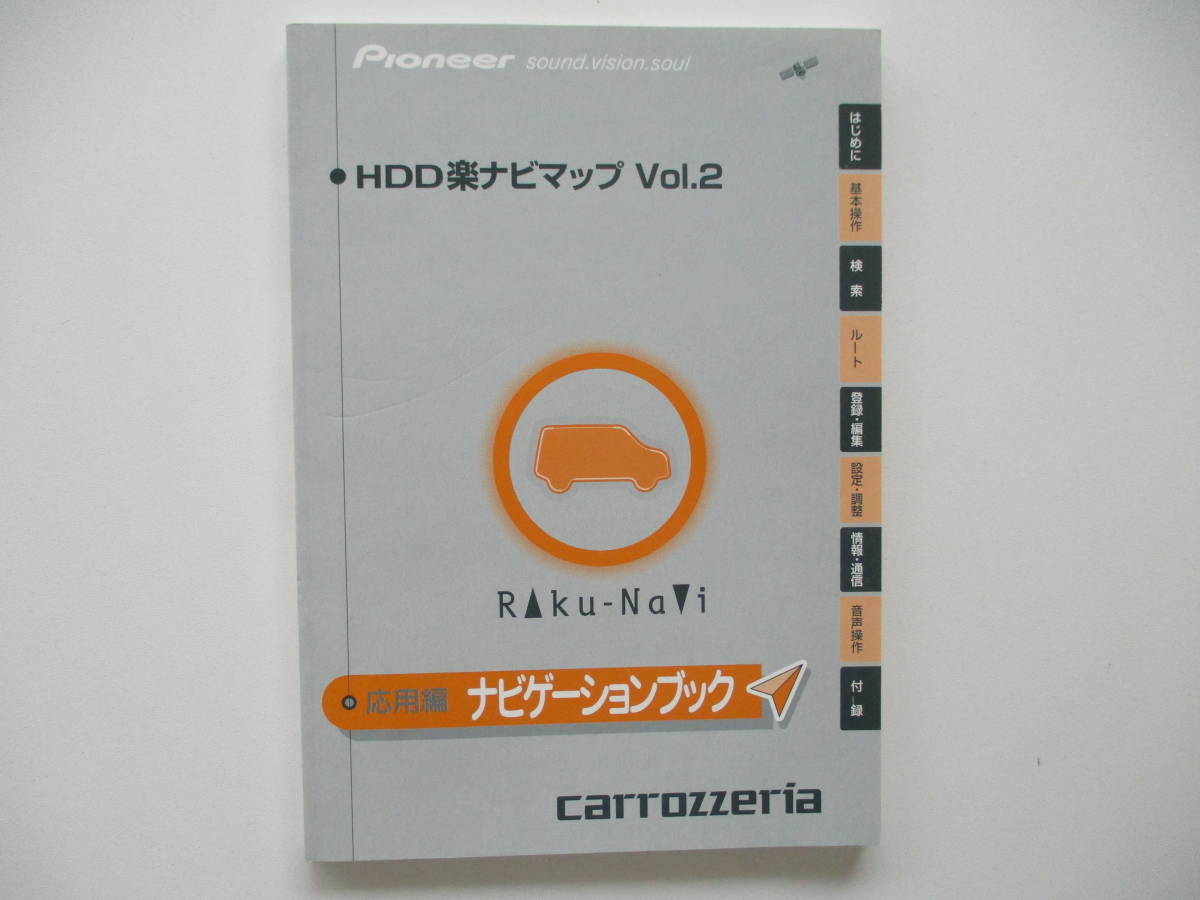 Pioneer sound.vision.soul
HDD楽ナビマップ Vol.2
はじめに
基本操作
検 索
ルート
登録・編集
設定・調整
情報・通信
音声操作
付 録
Raku-Navi
応用編 ナビゲーションブック
carrozzeria